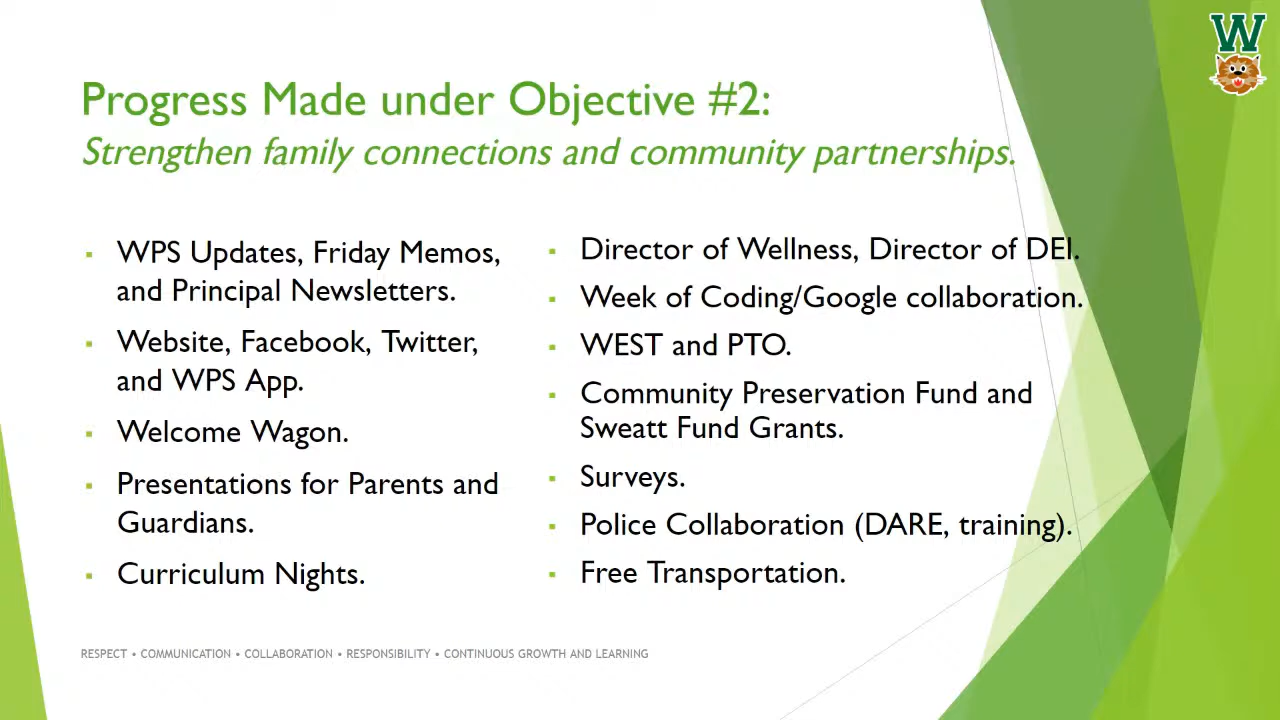 W
Progress Made under Objective #2:
Strengthen family connections and community partnerships.
▪ WPS Updates, Friday Memos,
and Principal Newsletters.
▪ Website, Facebook, Twitter,
and WPS App.
▪ Welcome Wagon.
▪ Presentations for Parents and
Guardians.
▪ Curriculum Nights.
▪ Director of Wellness, Director of DEI.
▪ Week of Coding/Google collaboration.
▪ WEST and PTO.
▪ Community Preservation Fund and
Sweatt Fund Grants.
▪ Surveys.
▪ Police Collaboration (DARE, training).
▪ Free Transportation.
RESPECT • COMMUNICATION • COLLABORATION • RESPONSIBILITY • CONTINUOUS GROWTH AND LEARNING